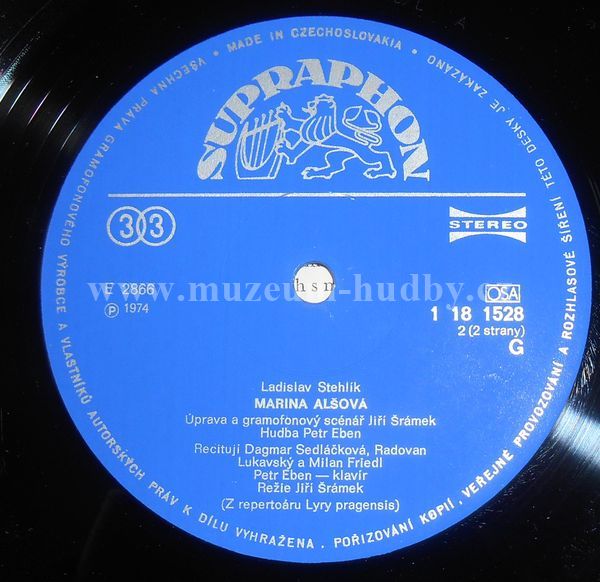 VŠECHNA PRÁVA GRAMOFONOVÉHO VÝROBCE A VLASTNÍKŮ AUTORSKÝCH PRÁV K DÍLU VYHRAŽENA. POŘIZOVÁNÍ KOPIÍ, VEŘEJNÉ PROVOZOVÁNÍ A ROZHLASOVÉ ŠÍŘENÍ TÉTO DESKY JE ZAKÁZÁNO
• MADE IN CZECHOSLOVAKIA •
SUPRAPHON
33
STEREO
www.muzeum-hudby.c
hsr
E 2866
Ⓟ 1974
OSA
1 18 1528
2 (2 strany)
G
Ladislav Stehlík
MARINA ALŠOVÁ
Úprava a gramofonový scénář Jiří Šrámek
Hudba Petr Eben
Recitují Dagmar Sedláčková, Radovan
Lukavský a Milan Friedl
Petr Eben — klavír
Režie Jiří Šrámek
(Z repertoáru Lyry pragensis)